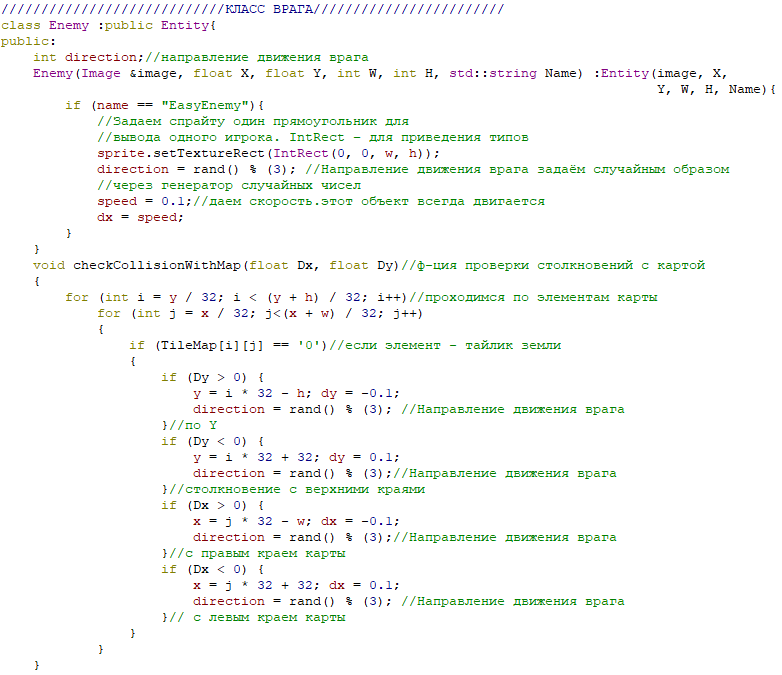 ////////////////////////////КЛАСС ВРАГА////////////////////////
class Enemy :public Entity{
public:
int direction;//направление движения врага
Enemy(Image &image, float X, float Y, int W, int H, std::string Name) :Entity(image, X,
Y, W, H, Name){
if (name == "EasyEnemy"){
//Задаем спрайту один прямоугольник для
//вывода одного игрока. IntRect – для приведения типов
sprite.setTextureRect(IntRect(0, 0, w, h));
direction = rand() % (3); //Направление движения врага задаём случайным образом
//через генератор случайных чисел
speed = 0.1;//даем скорость.этот объект всегда двигается
dx = speed;
}
}
void checkCollisionWithMap(float Dx, float Dy)//ф-ция проверки столкновений с картой
{
for (int i = y / 32; i < (y + h) / 32; i++)//проходимся по элементам карты
for (int j = x / 32; j<(x + w) / 32; j++)
{
if (TileMap[i][j] == '0')//если элемент - тайлик земли
{
if (Dy > 0) {
y = i * 32 - h; dy = -0.1;
direction = rand() % (3); //Направление движения врага
}//по Y
if (Dy < 0) {
y = i * 32 + 32; dy = 0.1;
direction = rand() % (3);//Направление движения врага
}//столкновение с верхними краями
if (Dx > 0) {
x = j * 32 - w; dx = -0.1;
direction = rand() % (3);//Направление движения врага
}//с правым краем карты
if (Dx < 0) {
x = j * 32 + 32; dx = 0.1;
direction = rand() % (3); //Направление движения врага
}// с левым краем карты
}
}
}